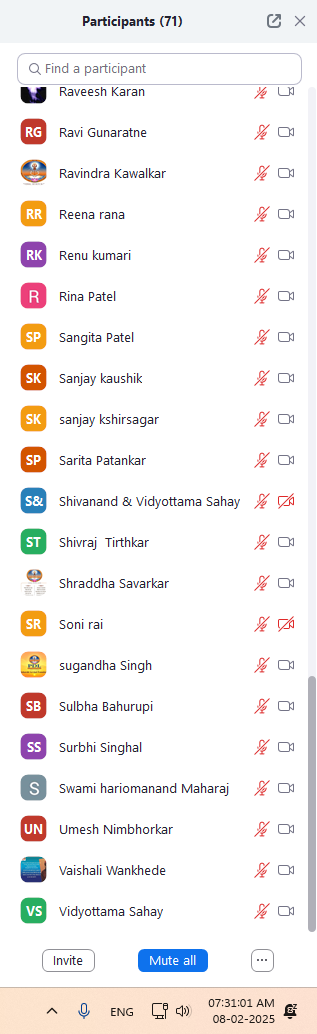 Participants (71)
Find a participant
Raveesh Karan
RG Ravi Gunaratne
Ravindra Kawalkar
RR Reena rana
RK Renu kumari
R Rina Patel
SP Sangita Patel
SK Sanjay kaushik
SK sanjay kshirsagar
SP Sarita Patankar
S& Shivanand & Vidyottama Sahay
ST Shivraj  Tirthkar
Shraddha Savarkar
SR Soni rai
sugandha Singh
SB Sulbha Bahurupi
SS Surbhi Singhal
S Swami hariomanand Maharaj
UN Umesh Nimbhorkar
Vaishali Wankhede
VS Vidyottama Sahay
Invite Mute all ...
ENG 07:31:01 AM
08-02-2025